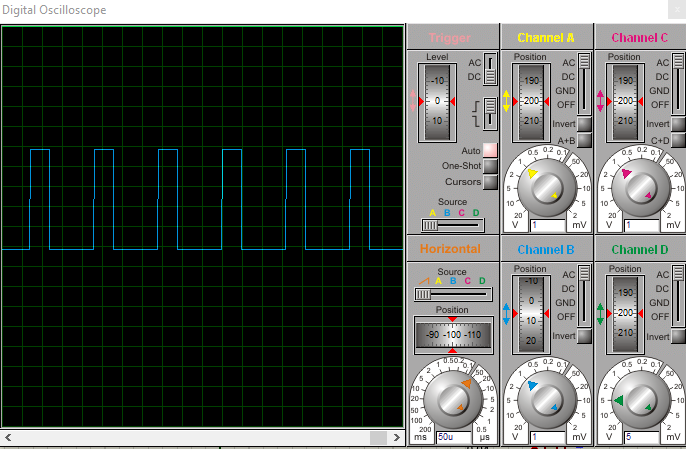 Digital Oscilloscope
x
Trigger
Level
AC
DC
-10
0
10
Auto
One-Shot
Cursors
Source
A B C D
Channel A
Position
AC
DC
GND
OFF
Invert
A+B
190
-200
-210
0.5 0.2 0.1
1
2
5
10
20
50
20
10
5
2
V
1
mV
Channel C
Position
AC
DC
GND
OFF
Invert
C+D
190
-200
-210
0.5 0.2 0.1
1
2
5
10
20
50
20
10
5
2
V
1
mV
Horizontal
Source
A B C D
Position
-90 -100 -110
0.5 0.2 0.1
1
2
5
10
20
50
100
200
50
20
10
5
2
1
0.5
ms
50u
µs
Channel B
Position
AC
DC
GND
OFF
Invert
-10
0
10
20
0.5 0.2 0.1
1
2
5
10
20
50
20
10
5
2
V
1
mV
Channel D
Position
AC
DC
GND
OFF
Invert
-190
-200
-210
0.5 0.2 0.1
1
2
5
10
20
50
20
10
5
2
V
5
mV